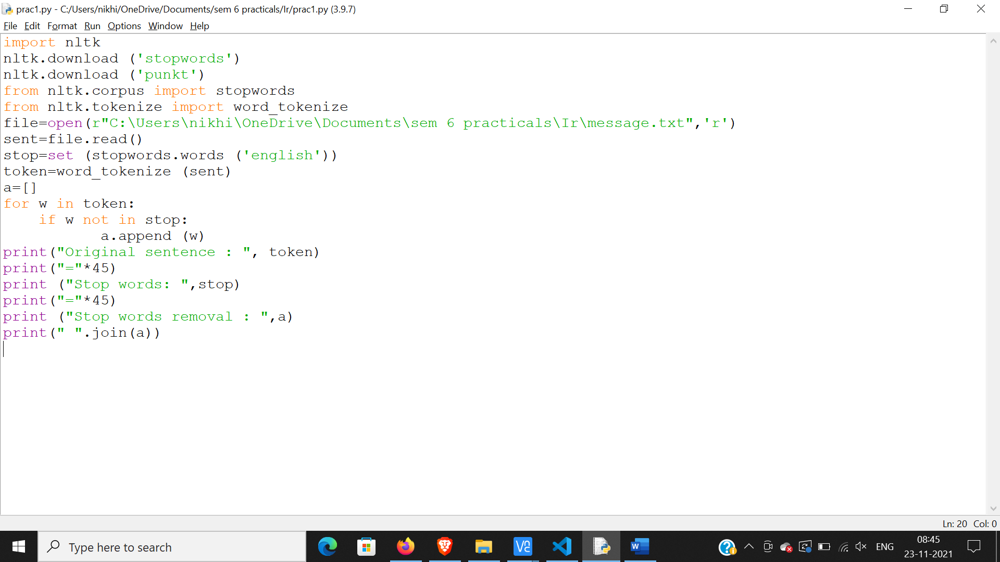 prac1.py - C:/Users/nikhi/OneDrive/Documents/sem 6 practicals/Ir/prac1.py (3.9.7)
File Edit Format Run Options Window Help
import nltk
nltk.download ('stopwords')
nltk.download ('punkt')
from nltk.corpus import stopwords
from nltk.tokenize import word_tokenize
file=open(r"C:\Users\nikhi\OneDrive\Documents\sem 6 practicals\Ir\message.txt",'r')
sent=file.read()
stop=set (stopwords.words ('english'))
token=word_tokenize (sent)
a=[]
for w in token:
    if w not in stop:
           a.append (w)
print("Original sentence : ", token)
print("="*45)
print ("Stop words: ",stop)
print("="*45)
print ("Stop words removal : ",a)
print(" ".join(a))
Ln: 20 Col: 0
Type here to search
W
ENG
08:45
23-11-2021